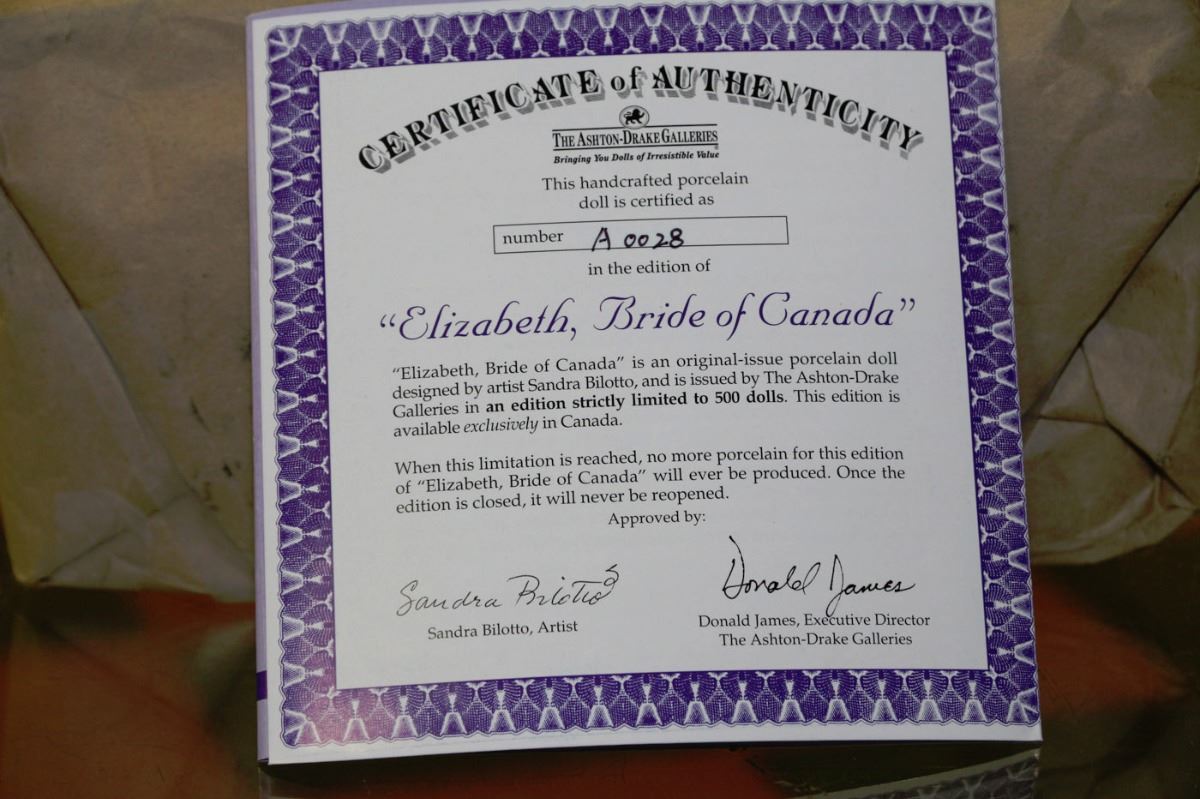 CERTIFICATE of AUTHENTICITY
THE ASHTON-DRAKE GALLERIES
Bringing You Dolls of Irresistible Value
This handcrafted porcelain
doll is certified as
number A 0028
in the edition of
“Elizabeth, Bride of Canada”
“Elizabeth, Bride of Canada” is an original-issue porcelain doll
designed by artist Sandra Bilotto, and is issued by The Ashton-Drake
Galleries in an edition strictly limited to 500 dolls. This edition is
available exclusively in Canada.
When this limitation is reached, no more porcelain for this edition
of “Elizabeth, Bride of Canada” will ever be produced. Once the
edition is closed, it will never be reopened.
Approved by:
Sandra Bilotto
Donald James
Sandra Bilotto, Artist
Donald James, Executive Director
The Ashton-Drake Galleries